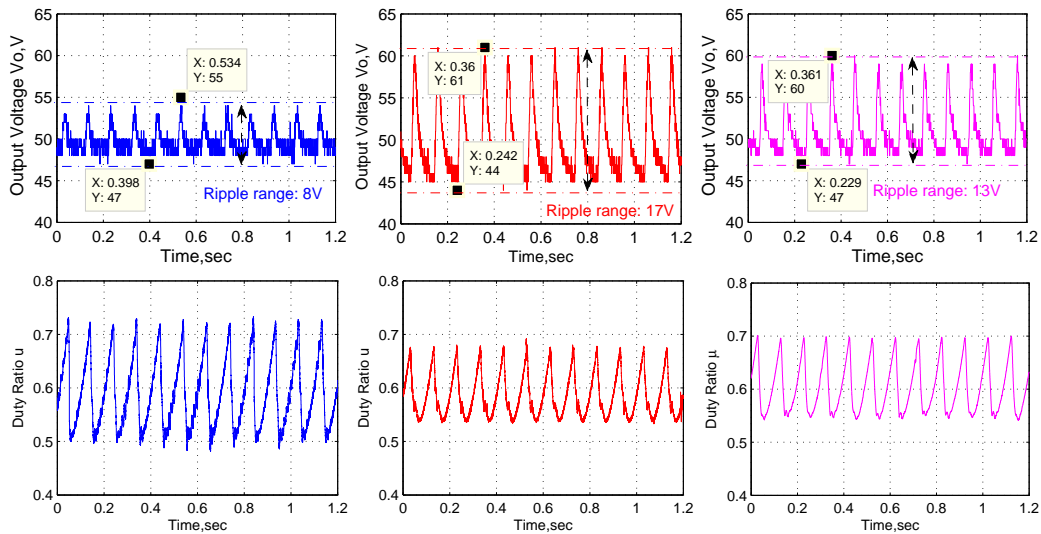 65
60
55
50
45
40
Output Voltage Vo,V
X: 0.534
Y: 55
X: 0.398
Y: 47
Ripple range: 8V
0 0.2 0.4 0.6 0.8 1 1.2
Time,sec
65
60
55
50
45
40
Output Voltage Vo,V
X: 0.36
Y: 61
X: 0.242
Y: 44
Ripple range: 17V
0 0.2 0.4 0.6 0.8 1 1.2
Time,sec
65
60
55
50
45
40
Output Voltage Vo,V
X: 0.361
Y: 60
X: 0.229
Y: 47
Ripple range: 13V
0 0.2 0.4 0.6 0.8 1 1.2
Time,sec
0.8
0.7
0.6
0.5
0.4
Duty Ratio u
0 0.2 0.4 0.6 0.8 1 1.2
Time,sec
0.8
0.7
0.6
0.5
0.4
Duty Ratio u
0 0.2 0.4 0.6 0.8 1 1.2
Time,sec
0.8
0.7
0.6
0.5
0.4
Duty Ratio μ
0 0.2 0.4 0.6 0.8 1 1.2
Time,sec